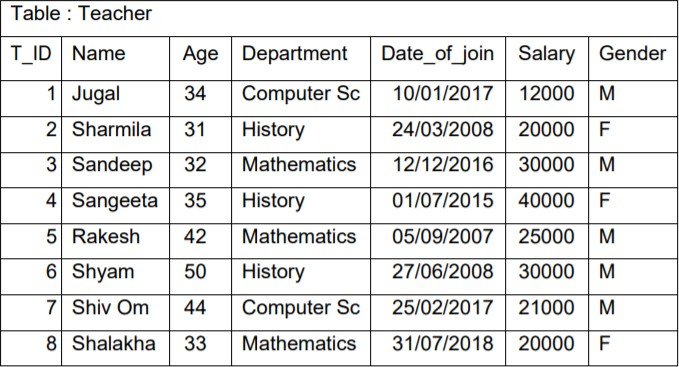 Table : Teacher
T_ID Name Age Department Date_of_join Salary Gender
1 Jugal 34 Computer Sc 10/01/2017 12000 M
2 Sharmila 31 History 24/03/2008 20000 F
3 Sandeep 32 Mathematics 12/12/2016 30000 M
4 Sangeeta 35 History 01/07/2015 40000 F
5 Rakesh 42 Mathematics 05/09/2007 25000 M
6 Shyam 50 History 27/06/2008 30000 M
7 Shiv Om 44 Computer Sc 25/02/2017 21000 M
8 Shalakha 33 Mathematics 31/07/2018 20000 F